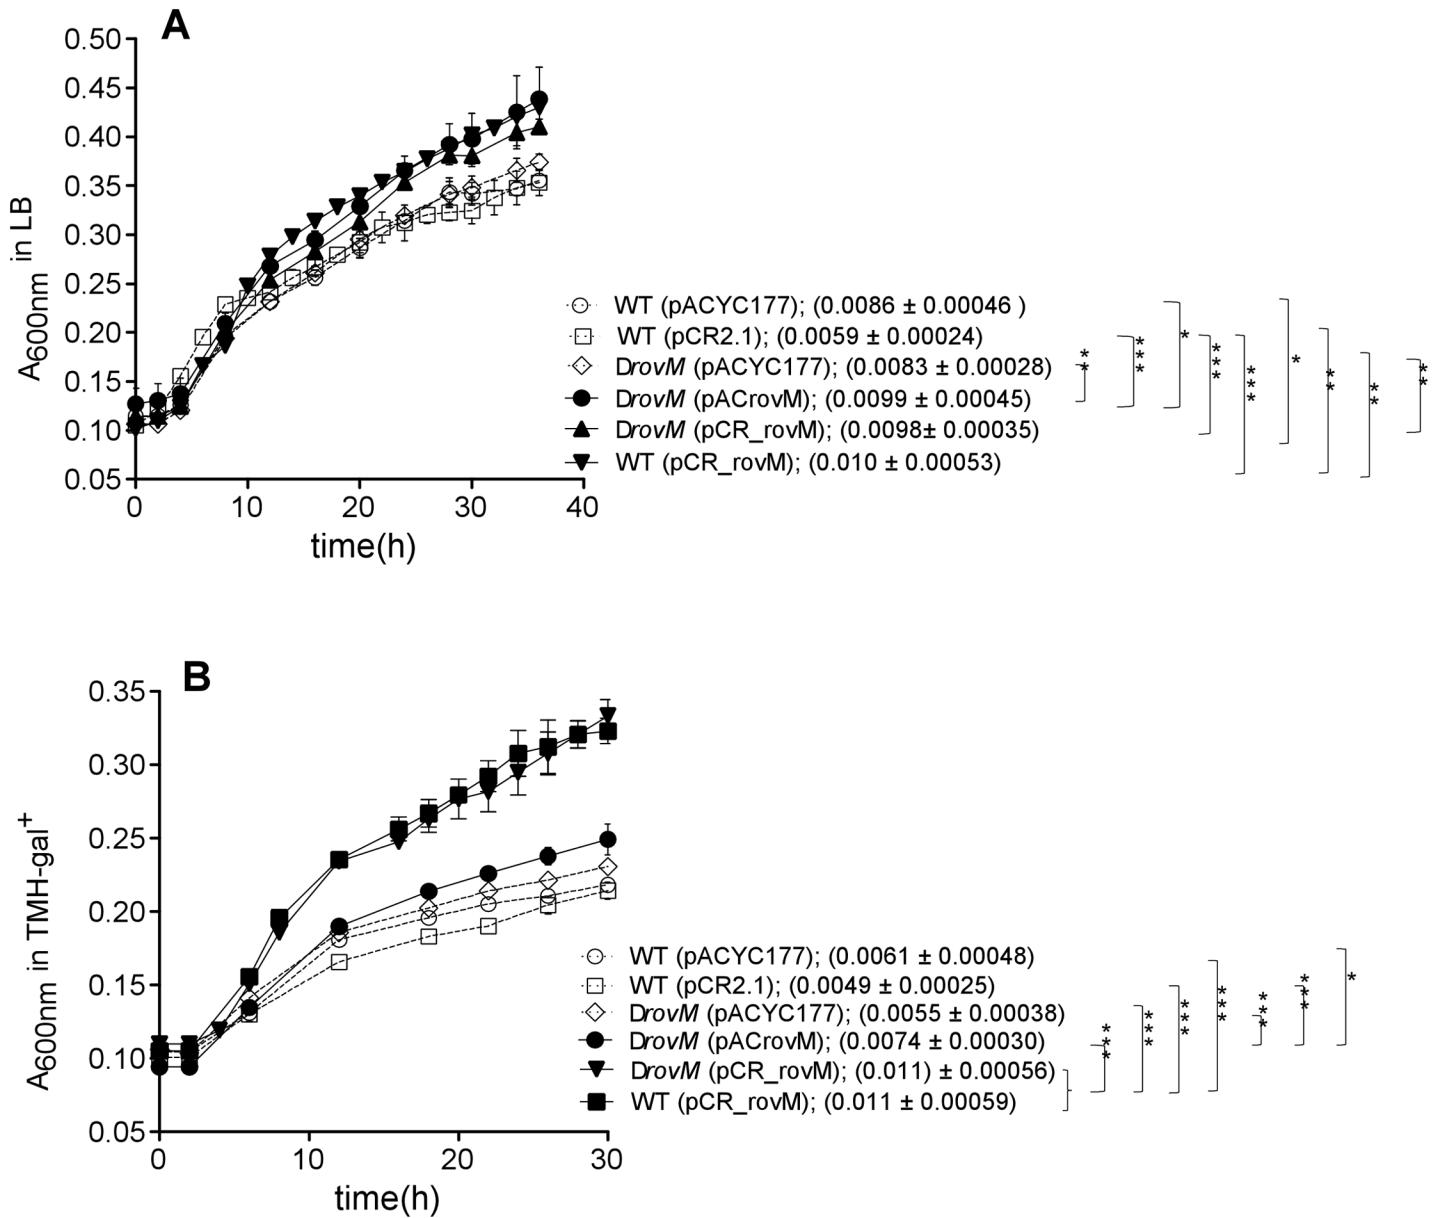 A
0.50
0.45
0.40
0.35
0.30
0.25
0.20
0.15
0.10
0.05
A600nm in LB
0 10 20 30 40
time(h)
WT (pACYC177); (0.0086 ± 0.00046 )
WT (pCR2.1); (0.0059 ± 0.00024)
DrovM (pACYC177); (0.0083 ± 0.00028)
DrovM (pACrovM); (0.0099 ± 0.00045)
DrovM (pCR_rovM); (0.0098± 0.00035)
WT (pCR_rovM); (0.010 ± 0.00053)
** *** * *** *** * ** ** **
B
0.35
0.30
0.25
0.20
0.15
0.10
0.05
A600nm in TMH-gal+
0 10 20 30
time(h)
WT (pACYC177); (0.0061 ± 0.00048)
WT (pCR2.1); (0.0049 ± 0.00025)
DrovM (pACYC177); (0.0055 ± 0.00038)
DrovM (pACrovM); (0.0074 ± 0.00030)
DrovM (pCR_rovM); (0.011) ± 0.00056)
WT (pCR_rovM); (0.011 ± 0.00059)
*** *** *** *** *** *** *